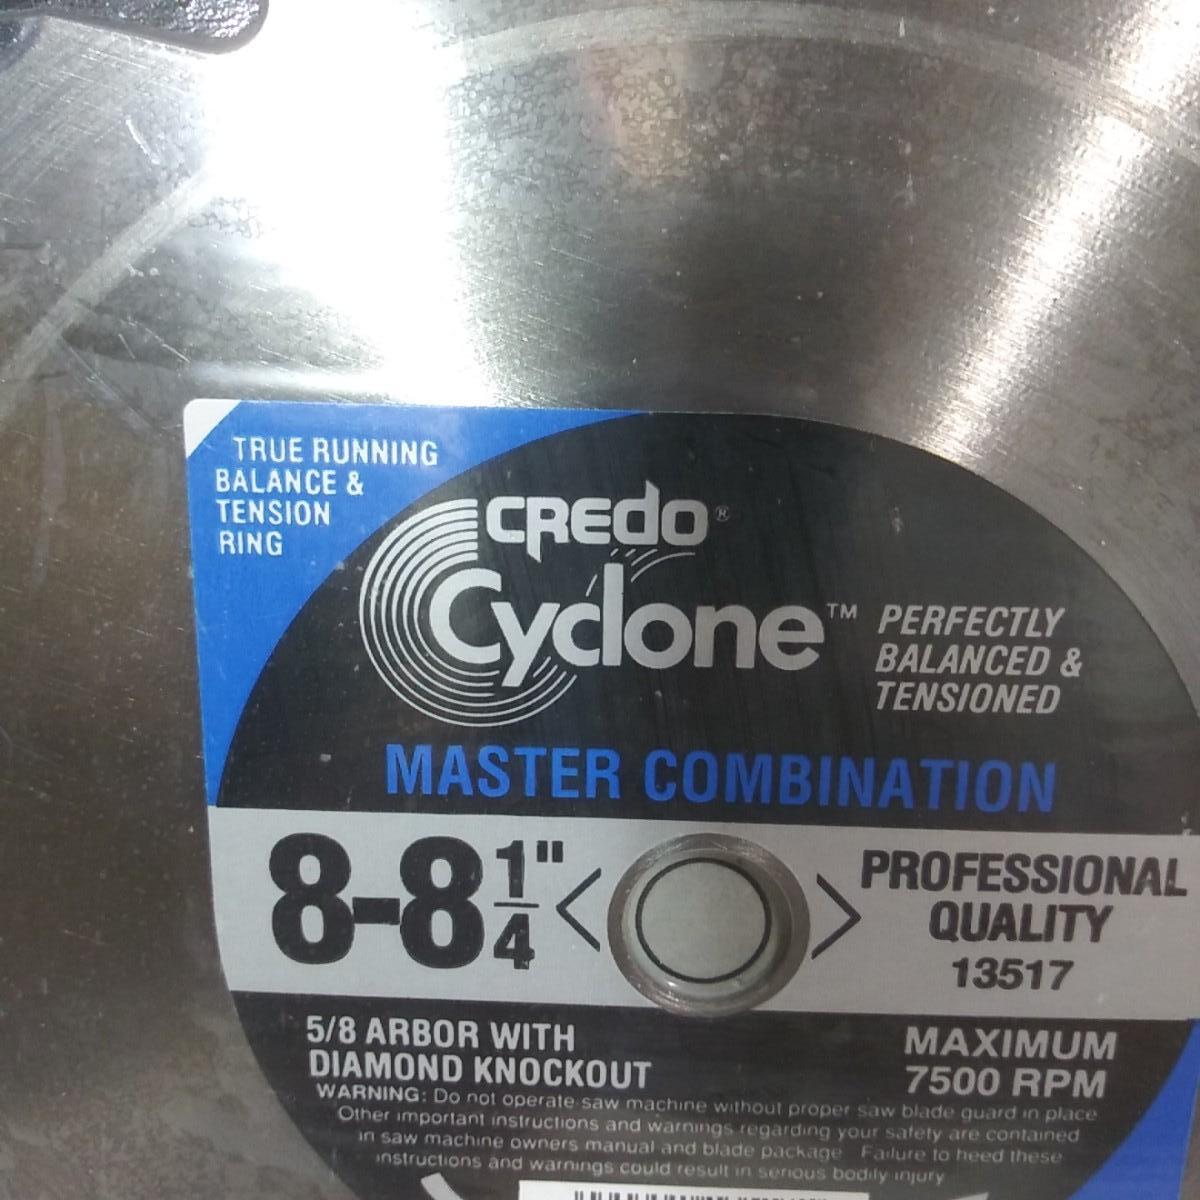 TRUE RUNNING
BALANCE &
TENSION
RING
CREDO®
Cyclone™
PERFECTLY
BALANCED &
TENSIONED
MASTER COMBINATION
8-8 1/4"
PROFESSIONAL
QUALITY
13517
5/8 ARBOR WITH
DIAMOND KNOCKOUT
MAXIMUM
7500 RPM
WARNING: Do not operate saw machine without proper saw blade guard in place
Other important instructions and warnings regarding your safety are contained
in saw machine owners manual and blade package Failure to heed these
instructions and warnings could result in serious bodily injury